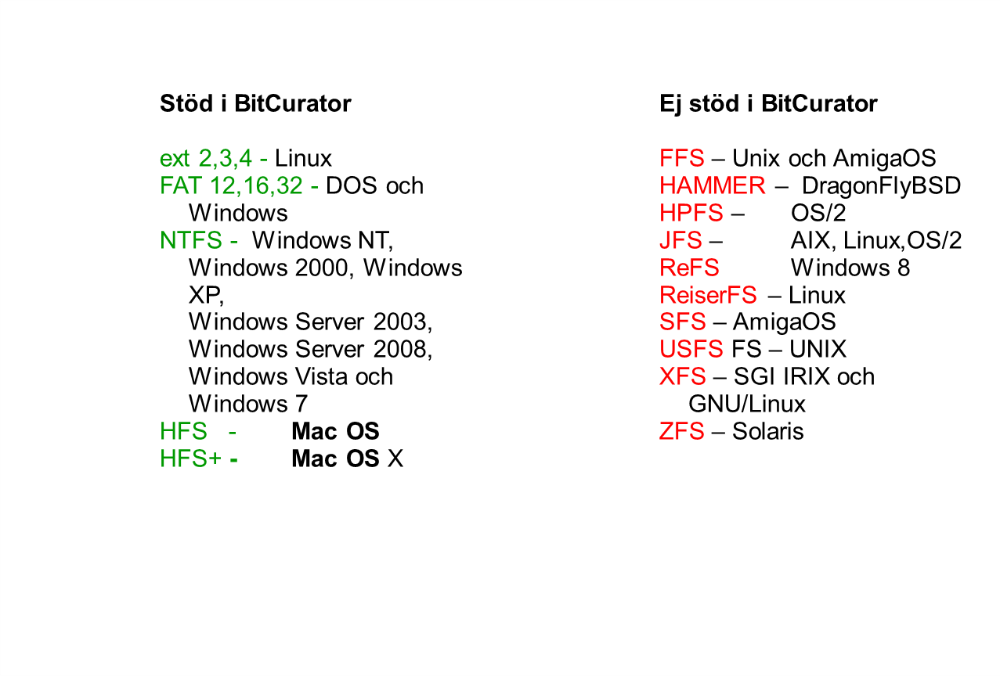 Stöd i BitCurator
ext 2,3,4 - Linux
FAT 12,16,32 - DOS och
Windows
NTFS - Windows NT,
Windows 2000, Windows
XP,
Windows Server 2003,
Windows Server 2008,
Windows Vista och
Windows 7
HFS - Mac OS
HFS+ - Mac OS X
Ej stöd i BitCurator
FFS – Unix och AmigaOS
HAMMER – DragonFlyBSD
HPFS – OS/2
JFS – AIX, Linux,OS/2
ReFS Windows 8
ReiserFS – Linux
SFS – AmigaOS
USFS FS – UNIX
XFS – SGI IRIX och
GNU/Linux
ZFS – Solaris